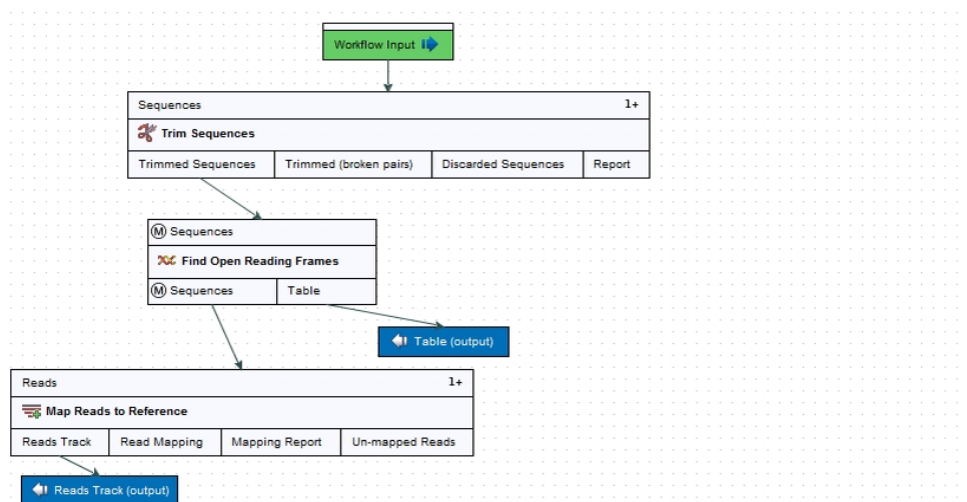 Workflow Input
Sequences 1+
Trim Sequences
Trimmed Sequences Trimmed (broken pairs) Discarded Sequences Report
M Sequences
Find Open Reading Frames
M Sequences Table
Table (output)
Reads 1+
Map Reads to Reference
Reads Track Read Mapping Mapping Report Un-mapped Reads
Reads Track (output)